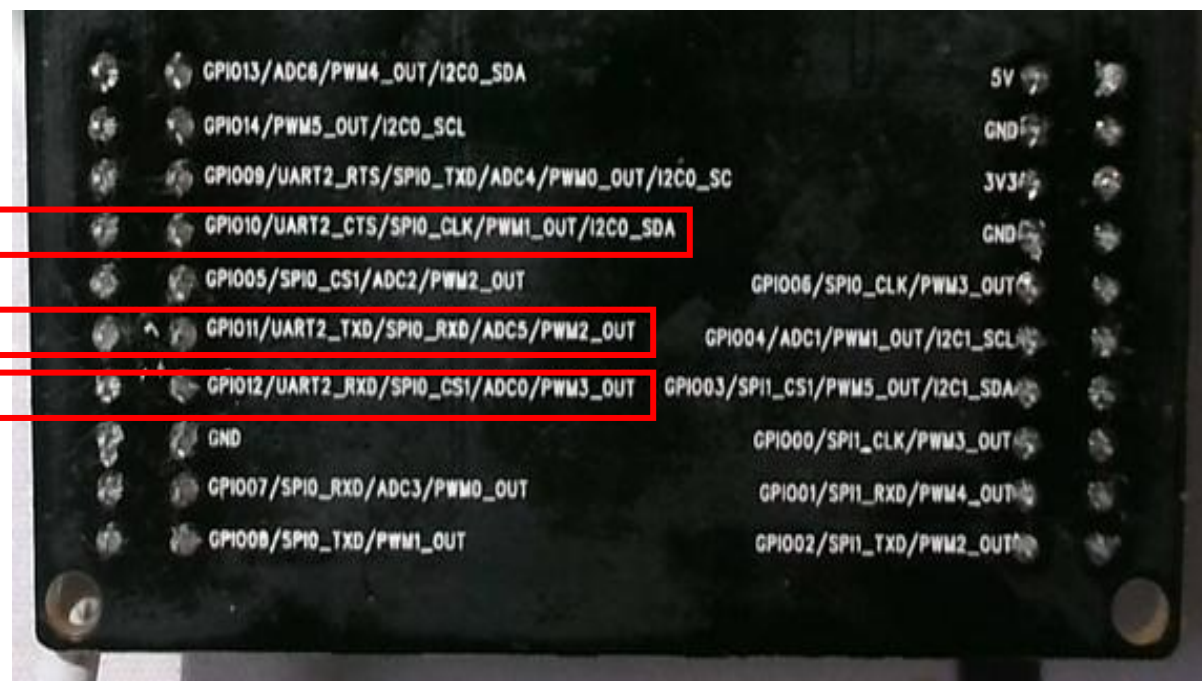 GPIO13/ADC6/PWM4_OUT/I2C0_SDA
GPIO14/PWM5_OUT/I2C0_SCL
GPIO09/UART2_RTS/SPI0_TXD/ADC4/PWM0_OUT/I2C0_SC
GPIO10/UART2_CTS/SPI0_CLK/PWM1_OUT/I2C0_SDA
GPIO05/SPI0_CS1/ADC2/PWM2_OUT
GPIO11/UART2_TXD/SPI0_RXD/ADC5/PWM2_OUT
GPIO12/UART2_RXD/SPI0_CS1/ADC0/PWM3_OUT
GND
GPIO07/SPI0_RXD/ADC3/PWM0_OUT
GPIO08/SPI0_TXD/PWM1_OUT
5V
GND
3V3
GND
GPIO06/SPI0_CLK/PWM3_OUT
GPIO04/ADC1/PWM1_OUT/I2C1_SCL
GPIO03/SPI1_CS1/PWM5_OUT/I2C1_SDA
GPIO00/SPI1_CLK/PWM3_OUT
GPIO01/SPI1_RXD/PWM4_OUT
GPIO02/SPI1_TXD/PWM2_OUT